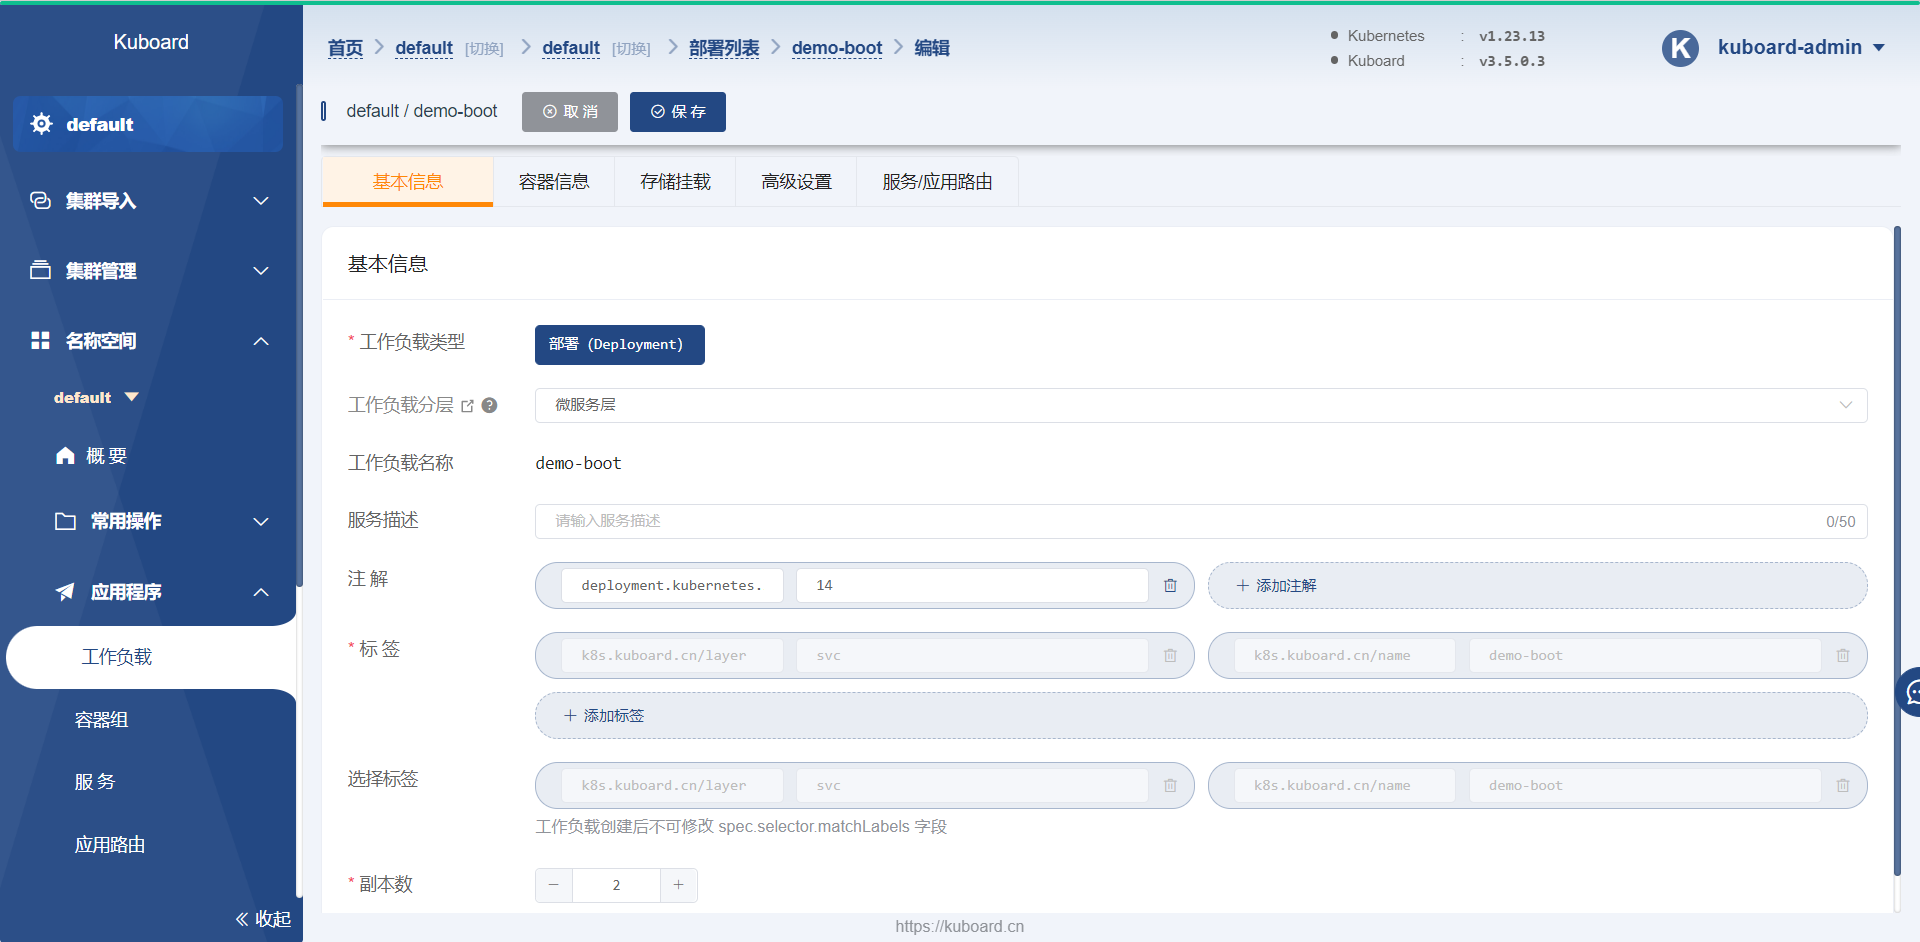 Kuboard
default
集群导入
集群管理
名称空间
default
概 要
常用操作
应用程序
工作负载
容器组
服 务
应用路由
收起
首页 default [切换] default [切换] 部署列表 demo-boot 编辑
Kubernetes : v1.23.13
Kuboard : v3.5.0.3
K kuboard-admin
default / demo-boot 取 消 保 存
基本信息 容器信息 存储挂载 高级设置 服务/应用路由
基本信息
* 工作负载类型 部署 (Deployment)
工作负载分层 ? 微服务层
工作负载名称 demo-boot
服务描述 请输入服务描述 0/50
注 解 deployment.kubernetes. 14 + 添加注解
* 标 签 k8s.kuboard.cn/layer svc k8s.kuboard.cn/name demo-boot
+ 添加标签
选择标签 k8s.kuboard.cn/layer svc k8s.kuboard.cn/name demo-boot
工作负载创建后不可修改 spec.selector.matchLabels 字段
* 副本数 − 2 +
https://kuboard.cn